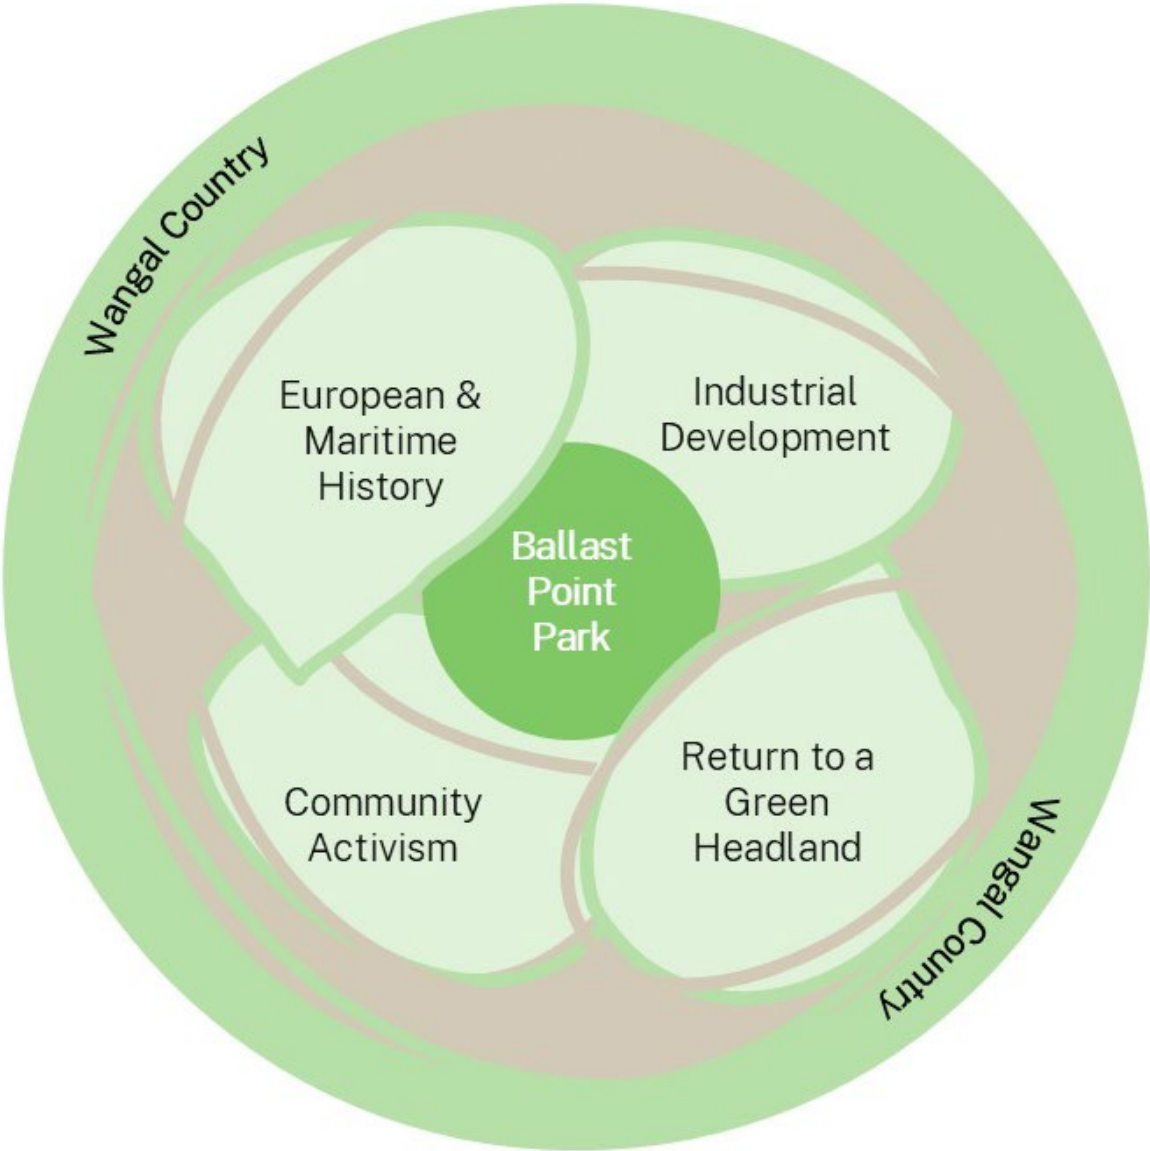 Wangal Country
European &
Maritime
History
Industrial
Development
Ballast
Point
Park
Community
Activism
Return to a
Green
Headland
Wangal Country